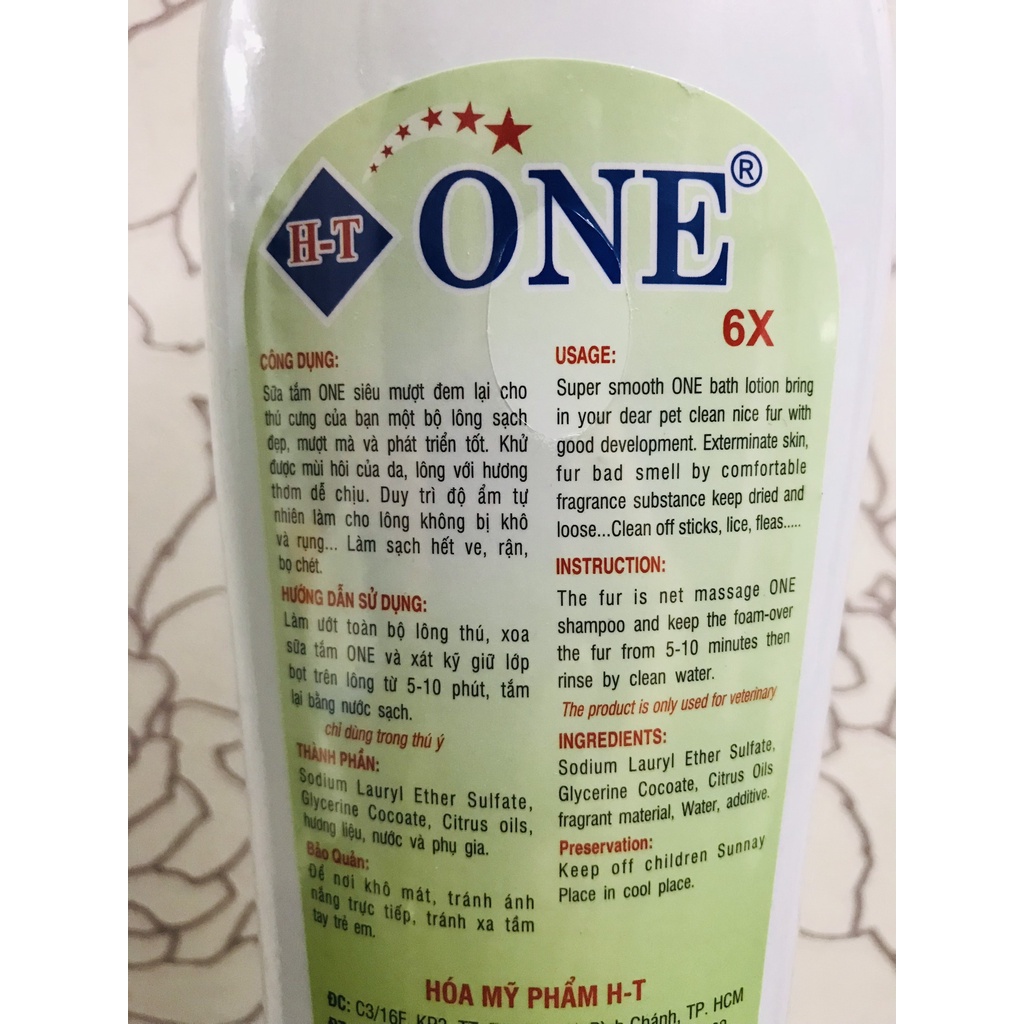 H-T ONE®
6X
CÔNG DỤNG:
Sữa tắm ONE siêu mượt đem lại cho
thú cưng của bạn một bộ lông sạch
đẹp, mượt mà và phát triển tốt. Khử
được mùi hôi của da, lông với hương
thơm dễ chịu. Duy trì độ ẩm tự
nhiên làm cho lông không bị khô
và rụng... Làm sạch hết ve, rận,
bọ chét.
HƯỚNG DẪN SỬ DỤNG:
Làm ướt toàn bộ lông thú, xoa
sữa tắm ONE và xát kỹ giữ lớp
bọt trên lông từ 5-10 phút, tắm
lại bằng nước sạch.
chỉ dùng trong thú ý
THÀNH PHẦN:
Sodium Lauryl Ether Sulfate,
Glycerine Cocoate, Citrus oils,
hương liệu, nước và phụ gia.
Bảo Quản:
Để nơi khô mát, tránh ánh
nắng trực tiếp, tránh xa tầm
tay trẻ em.
USAGE:
Super smooth ONE bath lotion bring
in your dear pet clean nice fur with
good development. Exterminate skin,
fur bad smell by comfortable
fragrance substance keep dried and
loose...Clean off sticks, lice, fleas.....
INSTRUCTION:
The fur is net massage ONE
shampoo and keep the foam-over
the fur from 5-10 minutes then
rinse by clean water.
The product is only used for veterinary
INGREDIENTS:
Sodium Lauryl Ether Sulfate,
Glycerine Cocoate, Citrus Oils
fragrant material, Water, additive.
Preservation:
Keep off children Sunnay
Place in cool place.
HÓA MỸ PHẨM H-T
ĐC: C3/16F, KP3, TT. Chánh, TP. HCM